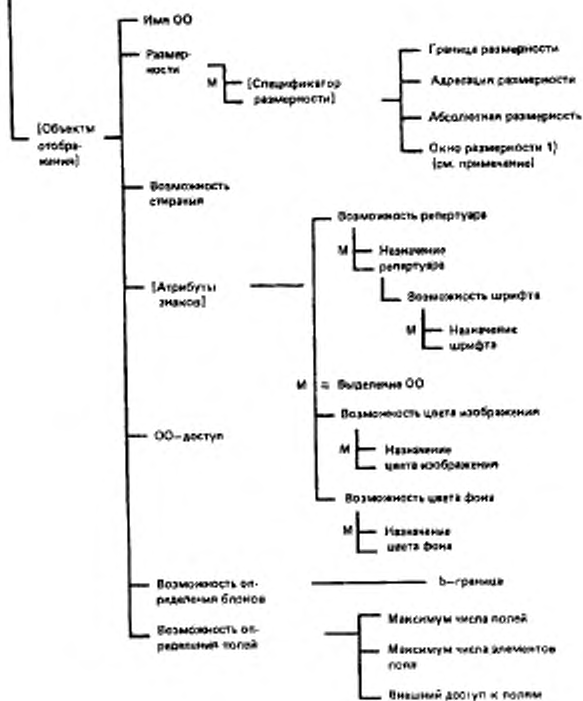 Имя ОО
Размер-
ности
М
[Спецификатор
размерности]
Граница размерности
Адресация размерности
Абсолютная размерность
Окно размерности 1)
(см. примечание)
[Объекты
отобра-
жения]
Возможность
стирания
Возможность репертуара
М
Назначение
репертуара
[Атрибуты
знаков]
Возможность шрифта
М
Назначение
шрифта
М
Выделение ОО
Возможность цвета изображения
ОО-доступ
М
Назначение
цвета изображения
Возможность цвета фона
М
Назначение
цвета фона
Возможность оп-
ределения блоков
b-граница
Возможность оп-
ределения полей
Максимум числа полей
Максимум числа элементов
поля
Внешний доступ к полям